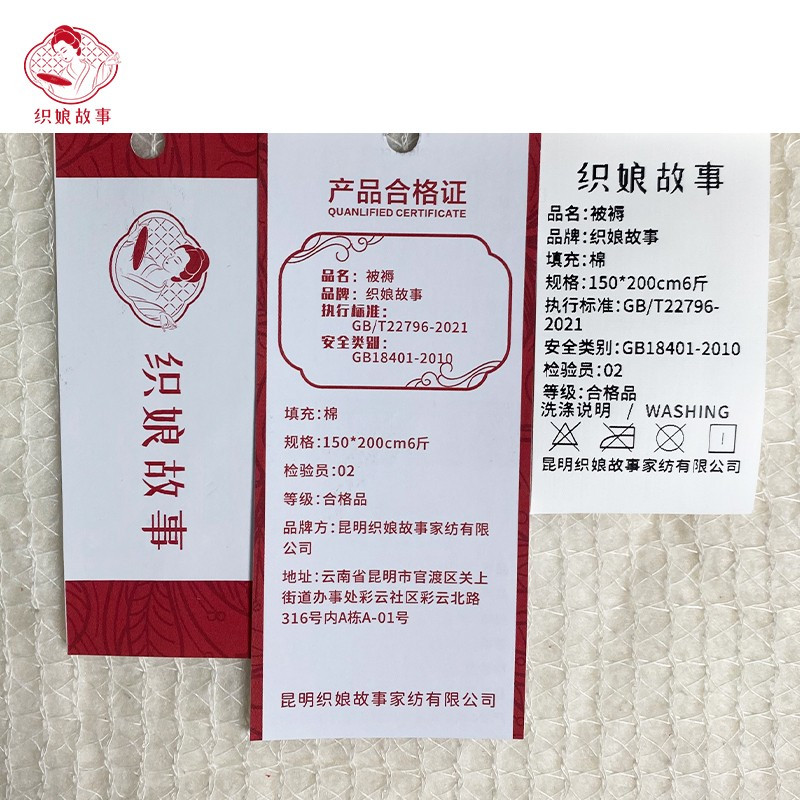 织娘故事
织娘故事
产品合格证
QUANLIFIED CERTIFICATE
品名：被褥
品牌：织娘故事
执行标准：
GB/T22796-2021
安全类别：
GB18401-2010
填充:棉
规格:150*200cm6斤
检验员:02
等级:合格品
品牌方:昆明织娘故事家纺有限
公司
地址:云南省昆明市官渡区关上
街道办事处彩云社区彩云北路
316号内A栋A-01号
昆明织娘故事家纺有限公司
织娘故事
品名:被褥
品牌:织娘故事
填充:棉
规格:150*200cm6斤
执行标准:GB/T22796-
2021
安全类别:GB18401-2010
检验员:02
等级:合格品
洗涤说明 / WASHING
昆明织娘故事家纺有限公司